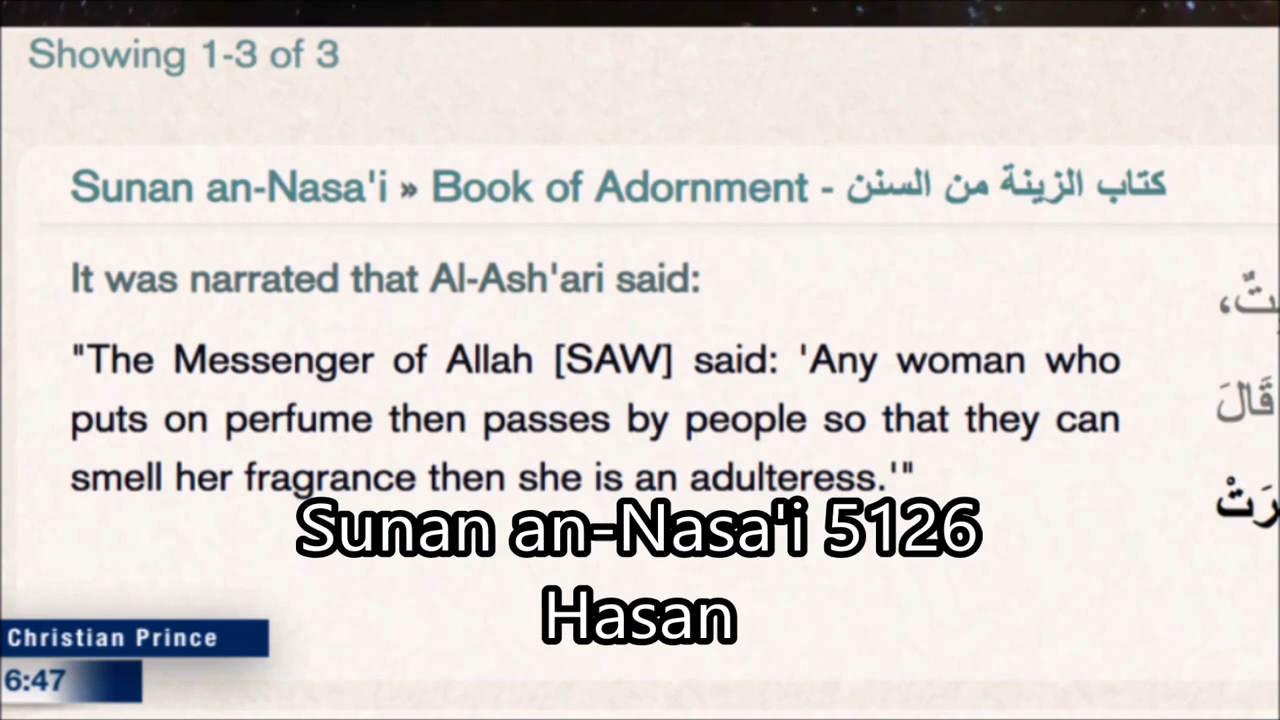 Showing 1-3 of 3
Sunan an-Nasa'i » Book of Adornment - كتاب الزينة من السنن
It was narrated that Al-Ash'ari said:
"The Messenger of Allah [SAW] said: 'Any woman who
puts on perfume then passes by people so that they can
smell her fragrance then she is an adulteress.'"
قَالَ
Sunan an-Nasa'i 5126
Hasan
Christian Prince
6:47